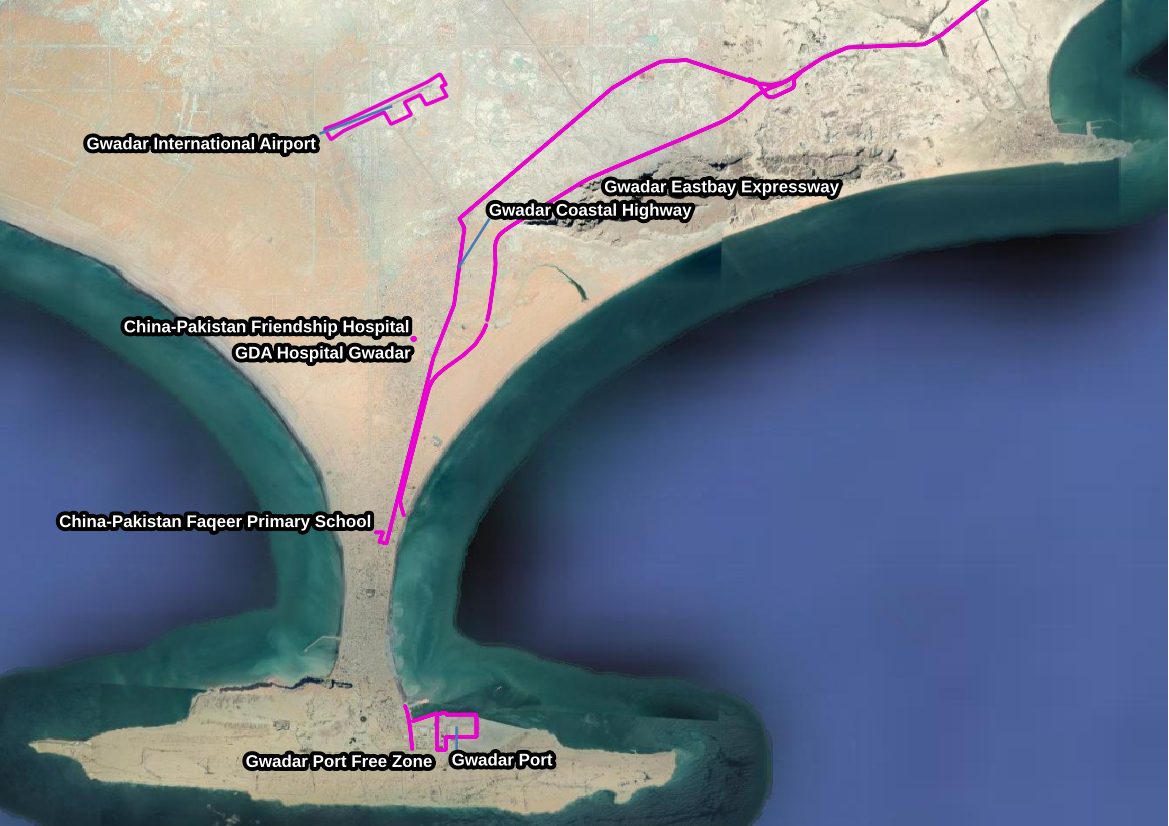 Gwadar International Airport
Gwadar Eastbay Expressway
Gwadar Coastal Highway
China-Pakistan Friendship Hospital
GDA Hospital Gwadar
China-Pakistan Faqeer Primary School
Gwadar Port Free Zone
Gwadar Port